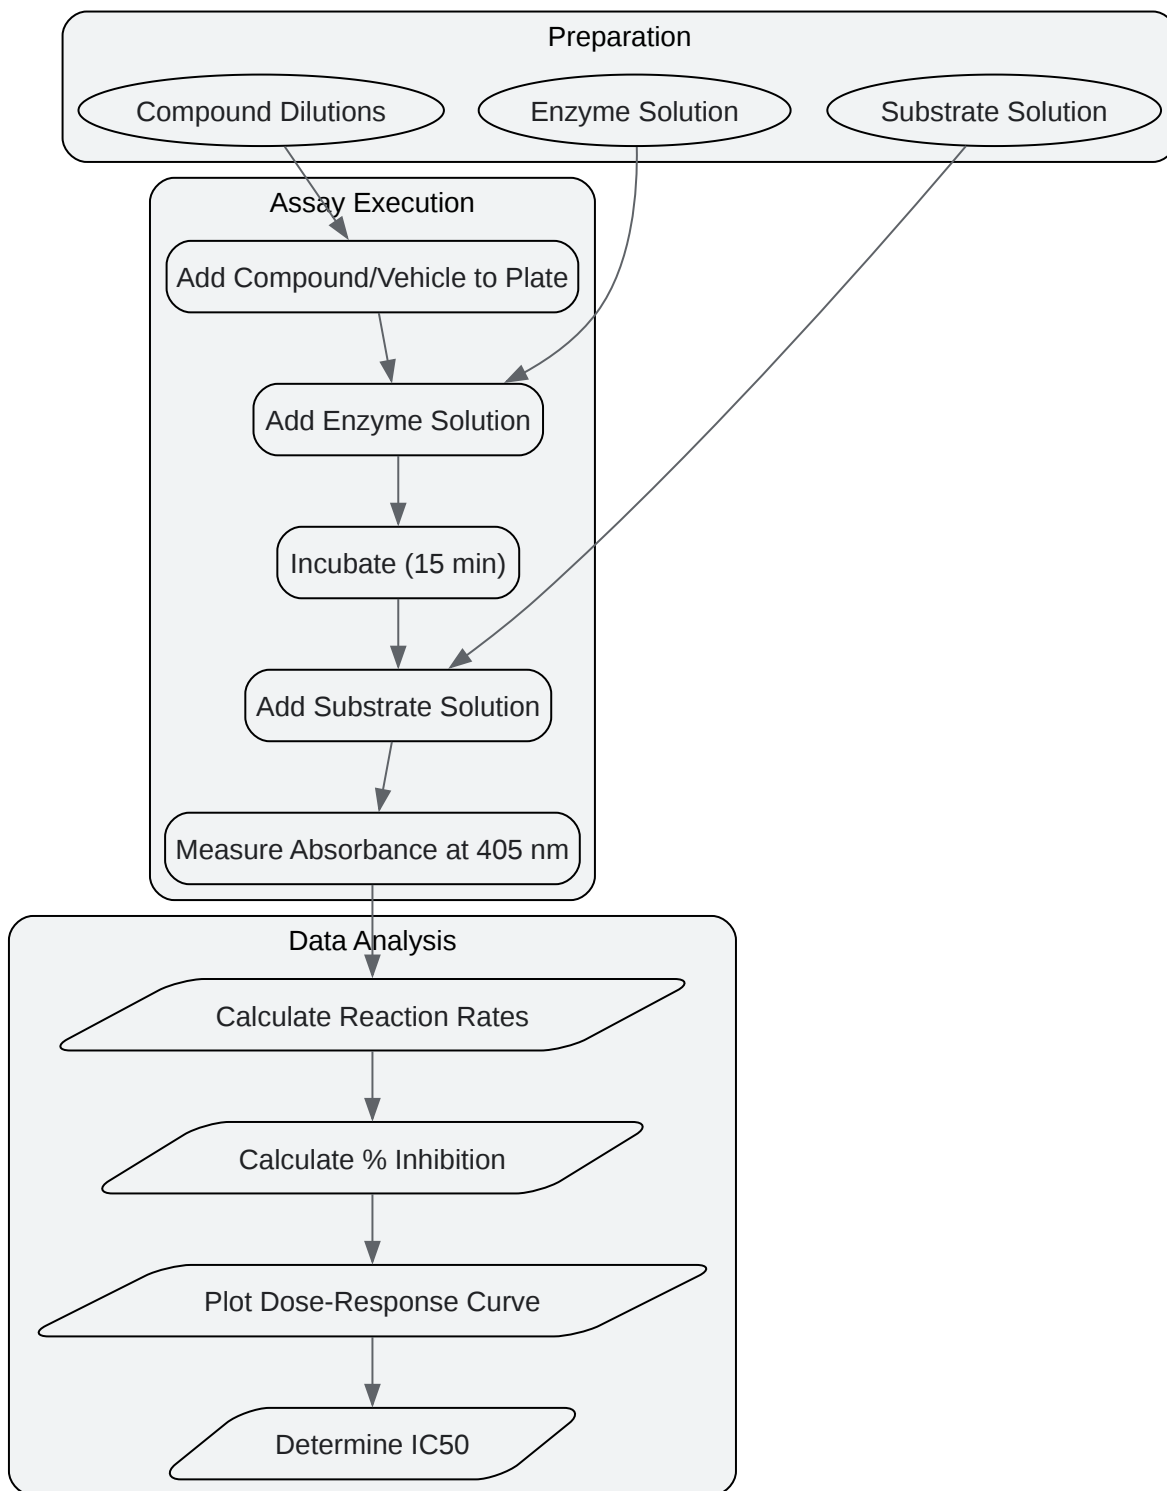 Preparation
Compound Dilutions
Enzyme Solution
Substrate Solution
Assay Execution
Add Compound/Vehicle to Plate
Add Enzyme Solution
Incubate (15 min)
Add Substrate Solution
Measure Absorbance at 405 nm
Data Analysis
Calculate Reaction Rates
Calculate % Inhibition
Plot Dose-Response Curve
Determine IC50